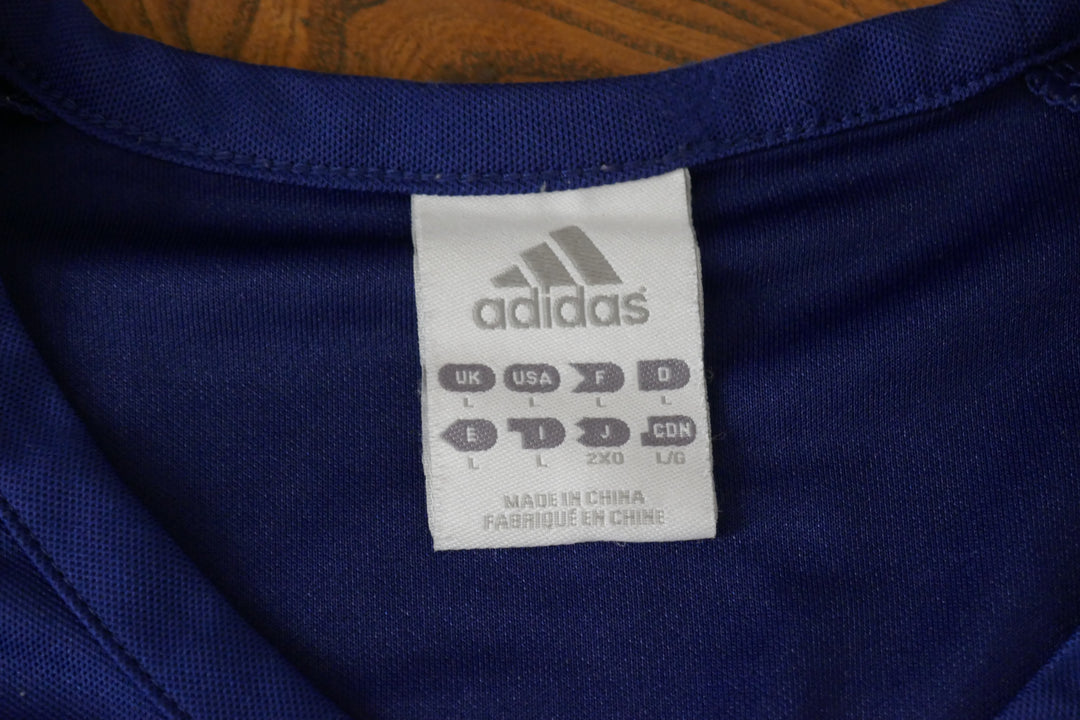 adidas
UK USA F D
L L L L
E I J CDN
L L 2XO L/G
MADE IN CHINA
FABRIQUÉ EN CHINE